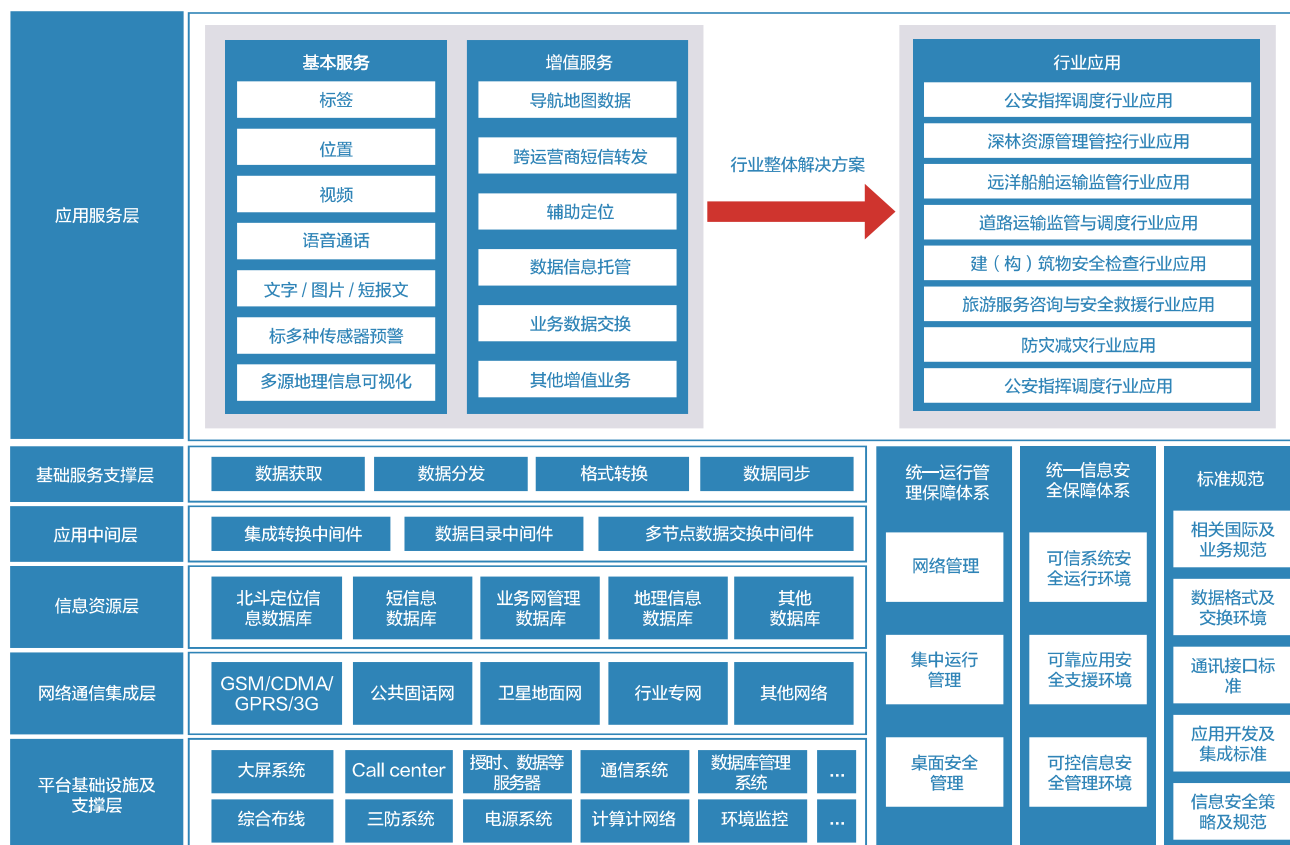 应用服务层
基本服务
标签
位置
视频
语音通话
文字 / 图片 / 短报文
标多种传感器预警
多源地理信息可视化
增值服务
导航地图数据
跨运营商短信转发
辅助定位
数据信息托管
业务数据交换
其他增值业务
行业整体解决方案
行业应用
公安指挥调度行业应用
深林资源管理管控行业应用
远洋船舶运输监管行业应用
道路运输监管与调度行业应用
建（构）筑物安全检查行业应用
旅游服务咨询与安全救援行业应用
防灾减灾行业应用
公安指挥调度行业应用
基础服务支撑层
数据获取
数据分发
格式转换
数据同步
应用中间层
集成转换中间件
数据目录中间件
多节点数据交换中间件
信息资源层
北斗定位信
息数据库
短信息
数据库
业务网管理
数据库
地理信息
数据库
其他
数据库
网络通信集成层
GSM/CDMA/
GPRS/3G
公共固话网
卫星地面网
行业专网
其他网络
平台基础设施及
支撑层
大屏系统
Call center
授时、数据等
服务器
通信系统
数据库管理
系统
...
综合布线
三防系统
电源系统
计算计网络
环境监控
...
统一运行管
理保障体系
网络管理
集中运行
管理
桌面安全
管理
统一信息安
全保障体系
可信系统安
全运行环境
可靠应用安
全支援环境
可控信息安
全管理环境
标准规范
相关国际及
业务规范
数据格式及
交换环境
通讯接口标
准
应用开发及
集成标准
信息安全策
略及规范